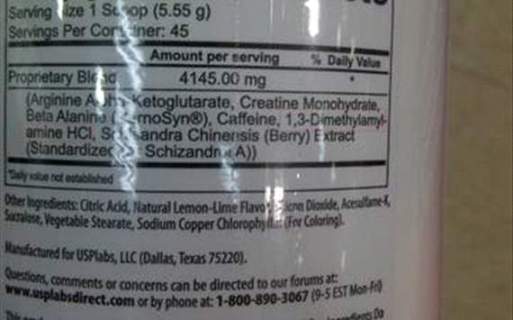 Serving Size 1 Scoop (5.55 g)
Servings Per Container: 45
Amount per serving % Daily Value
Proprietary Blend 4145.00 mg *
(Arginine Alpha Ketoglutarate, Creatine Monohydrate,
Beta Alanine (CarnoSyn®), Caffeine, 1,3-Dimethylamyl-
amine HCl, Schisandra Chinensis (Berry) Extract
(Standardized Schizandrol A))
*Daily value not established
Other Ingredients: Citric Acid, Natural Lemon-Lime Flavor, Silicon Dioxide, Acesulfame-K,
Sucralose, Vegetable Stearate, Sodium Copper Chlorophyllin (For Coloring).
Manufactured for USPlabs, LLC (Dallas, Texas 75220).
Questions, comments or concerns can be directed to our forums at:
www.usplabsdirect.com or by phone at: 1-800-890-3067 (9-5 EST Mon-Fri)